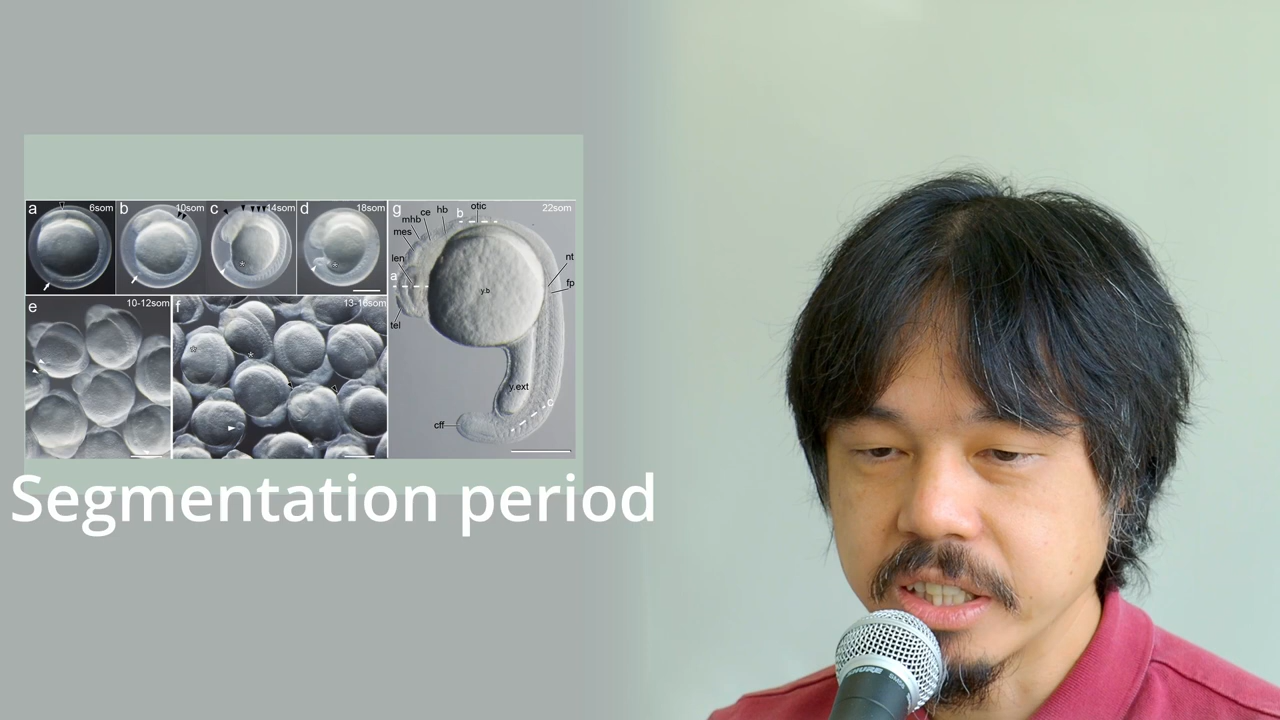 a 6som
b 10som
c 14som
d 18som
e 10-12som
f 13-16som
g 22som
otic
b
hb
ce
mhb
mes
len
a
tel
nt
fp
y.b
y.ext
c
cff
Segmentation period
SHURE